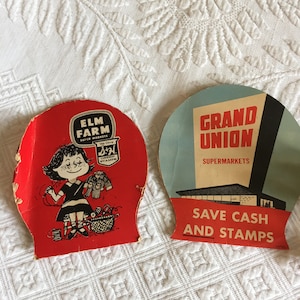 ELM
FARM
S&H
GRAND
UNION
SUPERMARKETS
SAVE CASH
AND STAMPS